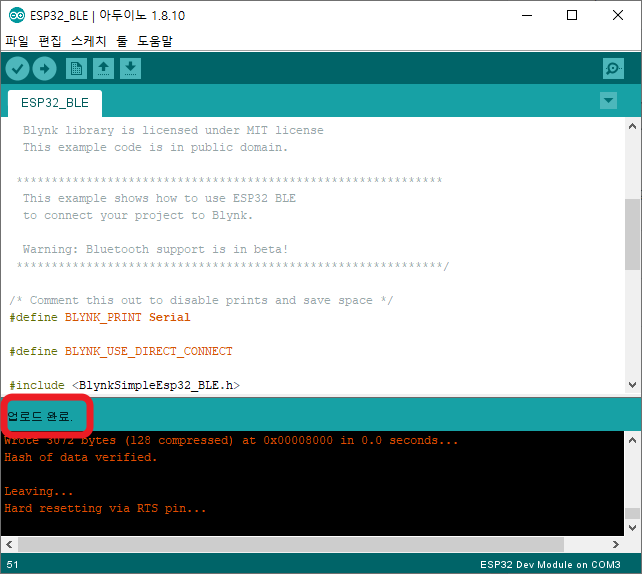 ESP32_BLE | 아두이노 1.8.10
파일 편집 스케치 툴 도움말
ESP32_BLE
Blynk library is licensed under MIT license
This example code is in public domain.
*************************************************************
This example shows how to use ESP32 BLE
to connect your project to Blynk.
Warning: Bluetooth support is in beta!
*************************************************************/
/* Comment this out to disable prints and save space */
#define BLYNK_PRINT Serial
#define BLYNK_USE_DIRECT_CONNECT
#include <BlynkSimpleEsp32_BLE.h>
업로드 완료.
Wrote 3072 bytes (128 compressed) at 0x00008000 in 0.0 seconds...
Hash of data verified.
Leaving...
Hard resetting via RTS pin...
51 ESP32 Dev Module on COM3